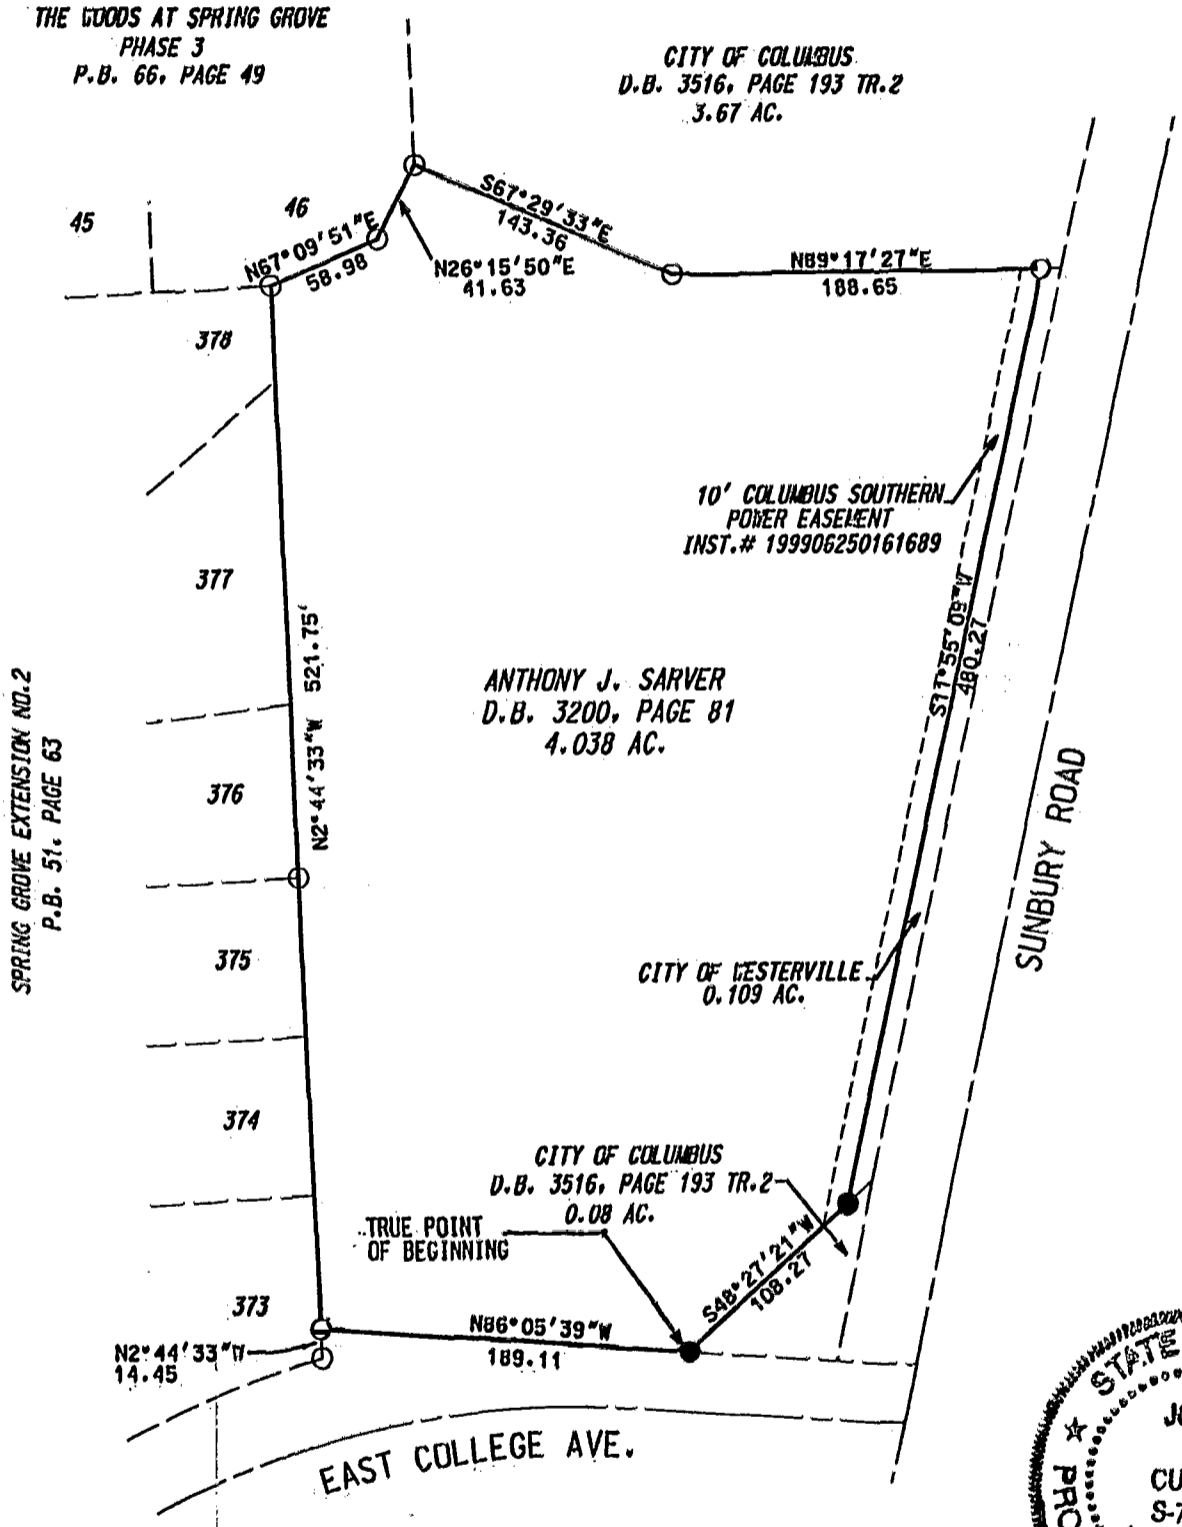 THE WOODS AT SPRING GROVE
PHASE 3
P.B. 66, PAGE 49
CITY OF COLUMBUS
D.B. 3516, PAGE 193 TR.2
3.67 AC.
45
46
N67°09'51"E
58.98
N26°15'50"E
41.63
S67°29'33"E
143.36
N89°17'27"E
188.65
378
377
376
375
374
373
SPRING GROVE EXTENSION NO.2
P.B. 51, PAGE 63
N2°44'33"W 521.75'
10' COLUMBUS SOUTHERN
POWER EASEMENT
INST.# 199906250161689
S11°55'09"W
480.27
ANTHONY J. SARVER
D.B. 3200, PAGE 81
4.038 AC.
SUNBURY ROAD
CITY OF WESTERVILLE
0.109 AC.
CITY OF COLUMBUS
D.B. 3516, PAGE 193 TR.2
0.08 AC.
TRUE POINT
OF BEGINNING
S48°27'21"W
108.27
N86°05'39"W
189.11
N2°44'33"W
14.45
EAST COLLEGE AVE.
STATE
CU
S-7
PRO